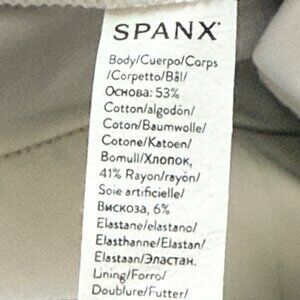 SPANX
Body/Cuerpo/Corps
/Corpetto/Bål/
Основа: 53%
Cotton/algodón/
Coton/Baumwolle/
Cotone/Katoen/
Bomull/Хлопок,
41% Rayon/rayón/
Soie artificielle/
Вискоза, 6%
Elastane/elastano/
Elasthanne/Elastan/
Elastaan/Эластан.
Lining/Forro/
Doublure/Futter/